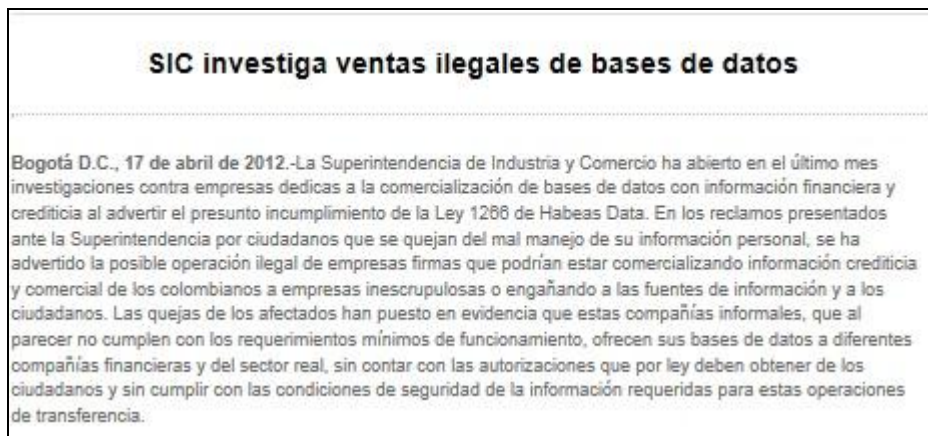 SIC investiga ventas ilegales de bases de datos
Bogotá D.C., 17 de abril de 2012.-La Superintendencia de Industria y Comercio ha abierto en el último mes
investigaciones contra empresas dedicas a la comercialización de bases de datos con información financiera y
crediticia al advertir el presunto incumplimiento de la Ley 1266 de Habeas Data. En los reclamos presentados
ante la Superintendencia por ciudadanos que se quejan del mal manejo de su información personal, se ha
advertido la posible operación ilegal de empresas firmas que podrían estar comercializando información crediticia
y comercial de los colombianos a empresas inescrupulosas o engañando a las fuentes de información y a los
ciudadanos. Las quejas de los afectados han puesto en evidencia que estas compañías informales, que al
parecer no cumplen con los requerimientos mínimos de funcionamiento, ofrecen sus bases de datos a diferentes
compañías financieras y del sector real, sin contar con las autorizaciones que por ley deben obtener de los
ciudadanos y sin cumplir con las condiciones de seguridad de la información requeridas para estas operaciones
de transferencia.